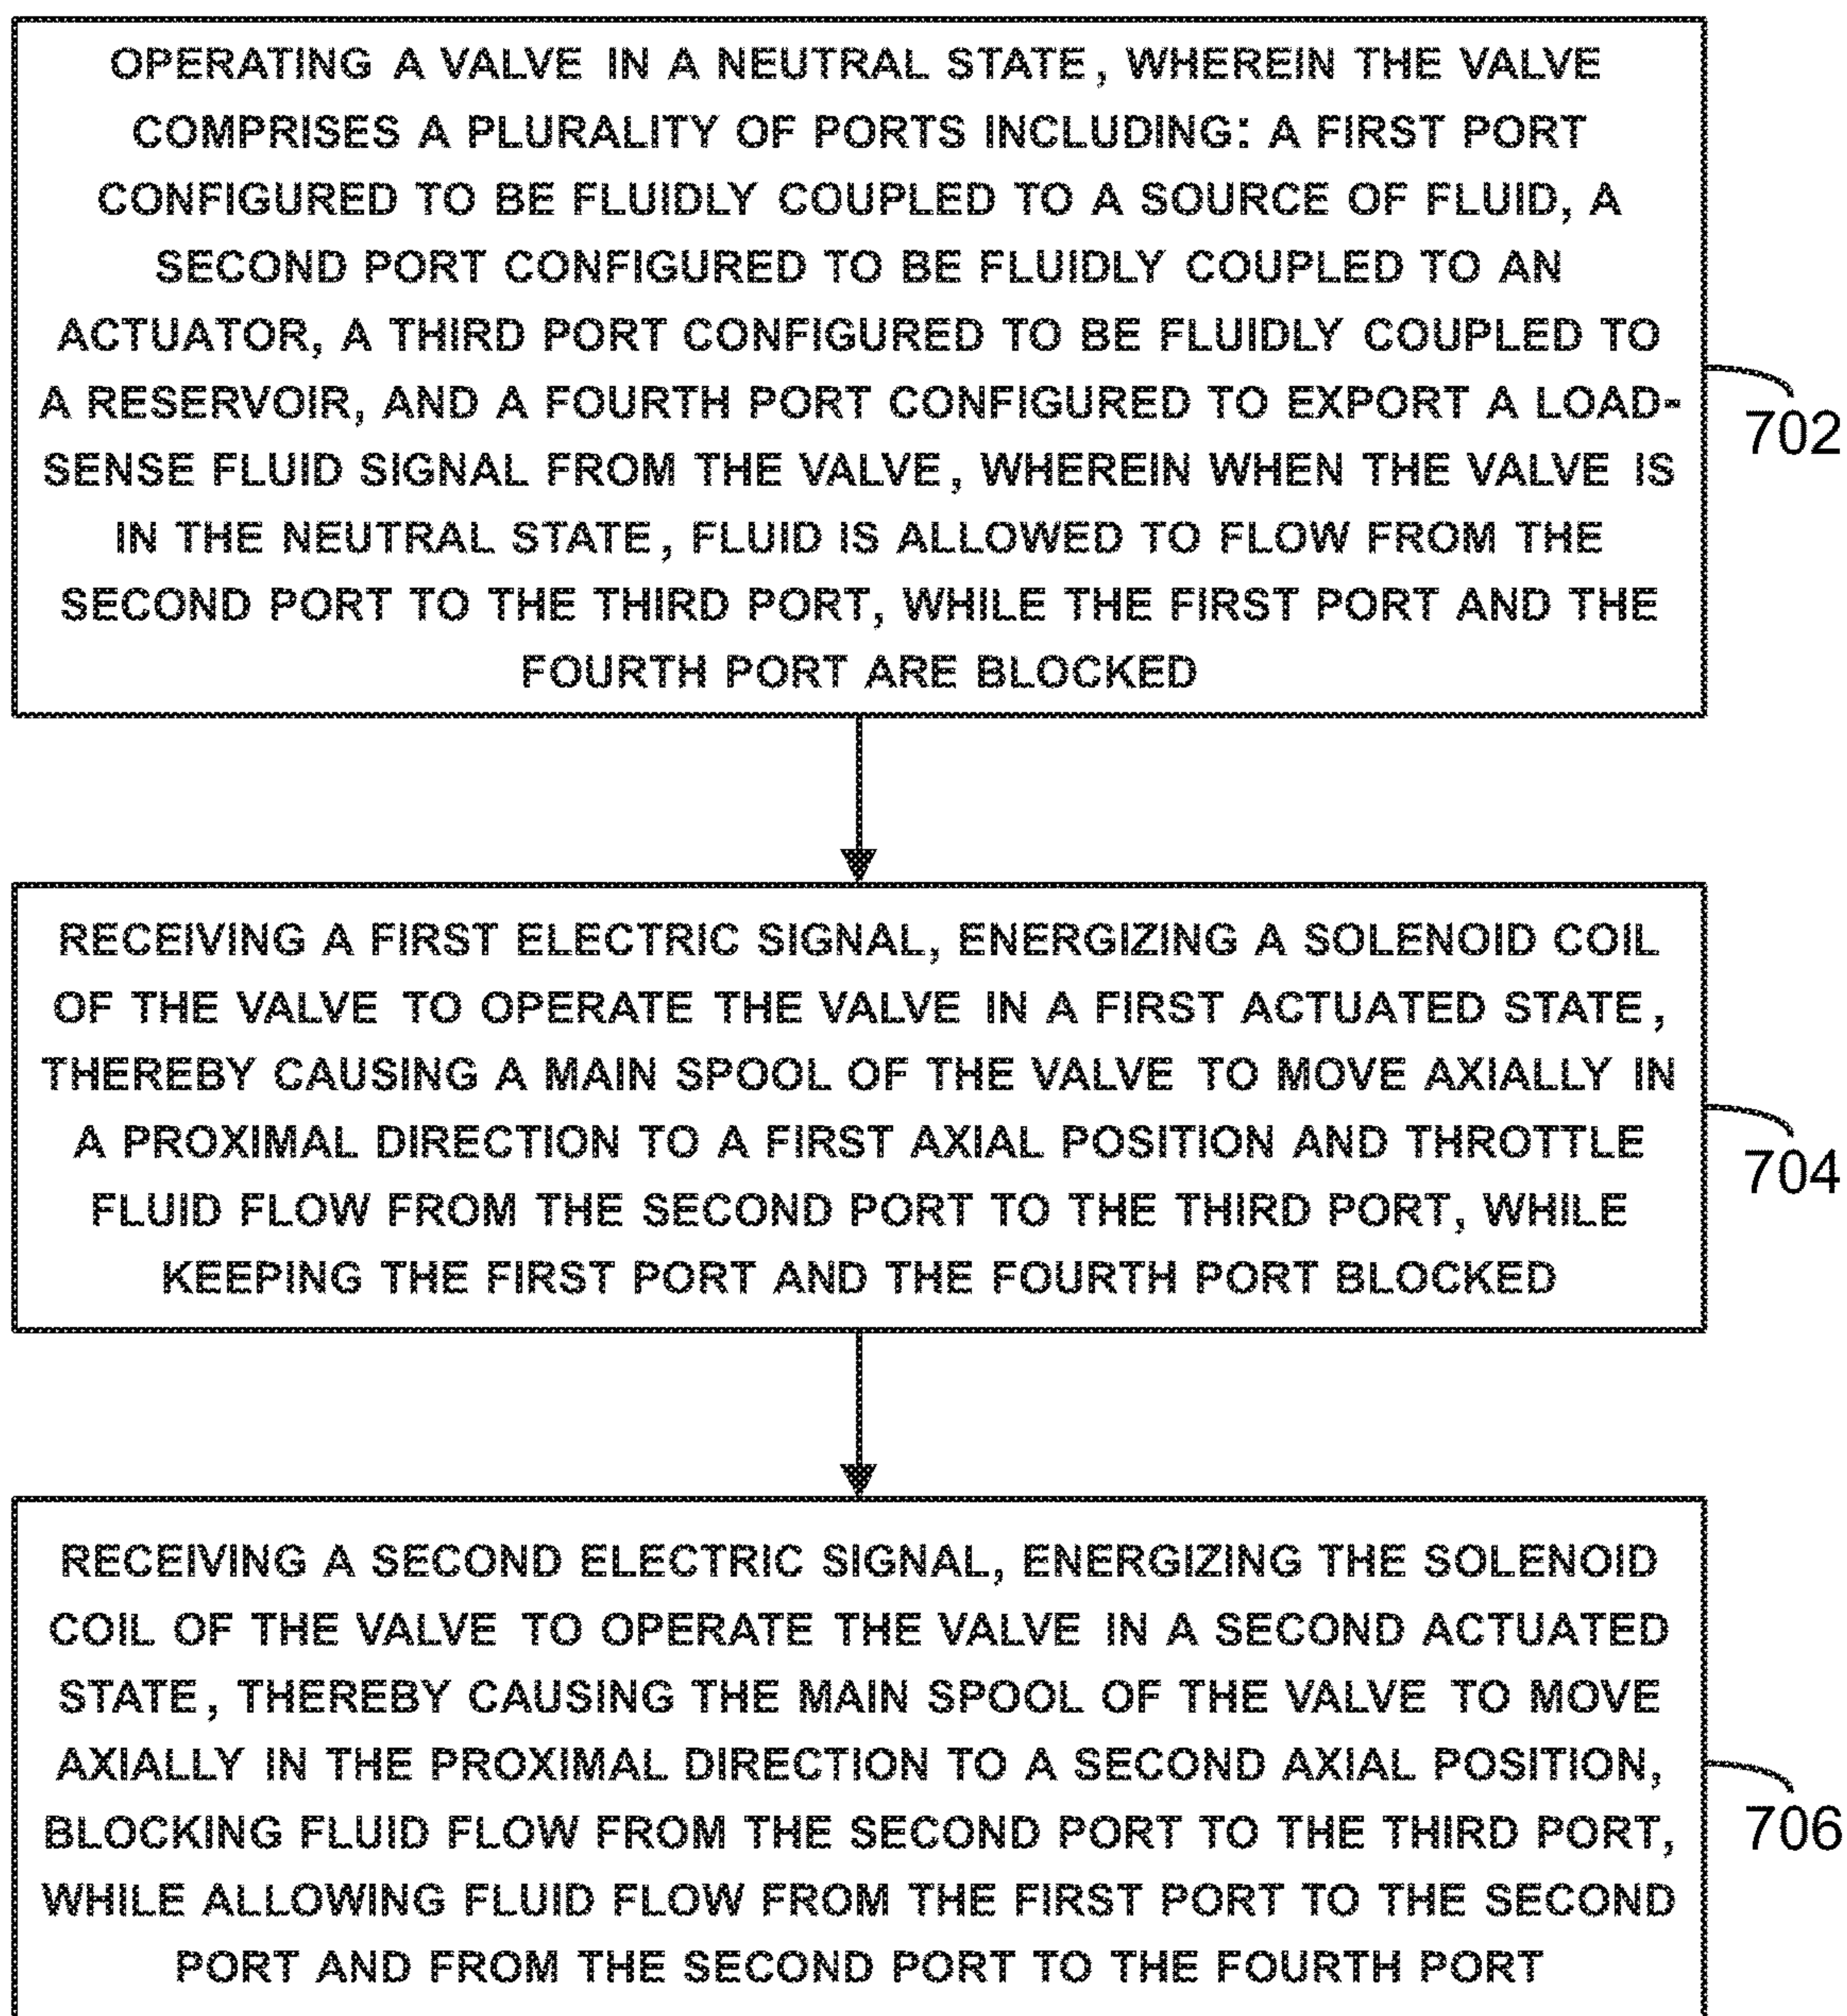 OPERATING A VALVE IN A NEUTRAL STATE, WHEREIN THE VALVE
COMPRISES A PLURALITY OF PORTS INCLUDING: A FIRST PORT
CONFIGURED TO BE FLUIDLY COUPLED TO A SOURCE OF FLUID, A
SECOND PORT CONFIGURED TO BE FLUIDLY COUPLED TO AN
ACTUATOR, A THIRD PORT CONFIGURED TO BE FLUIDLY COUPLED TO
A RESERVOIR, AND A FOURTH PORT CONFIGURED TO EXPORT A LOAD-
SENSE FLUID SIGNAL FROM THE VALVE, WHEREIN WHEN THE VALVE IS
IN THE NEUTRAL STATE, FLUID IS ALLOWED TO FLOW FROM THE
SECOND PORT TO THE THIRD PORT, WHILE THE FIRST PORT AND THE
FOURTH PORT ARE BLOCKED
702
RECEIVING A FIRST ELECTRIC SIGNAL, ENERGIZING A SOLENOID COIL
OF THE VALVE TO OPERATE THE VALVE IN A FIRST ACTUATED STATE,
THEREBY CAUSING A MAIN SPOOL OF THE VALVE TO MOVE AXIALLY IN
A PROXIMAL DIRECTION TO A FIRST AXIAL POSITION AND THROTTLE
FLUID FLOW FROM THE SECOND PORT TO THE THIRD PORT, WHILE
KEEPING THE FIRST PORT AND THE FOURTH PORT BLOCKED
704
RECEIVING A SECOND ELECTRIC SIGNAL, ENERGIZING THE SOLENOID
COIL OF THE VALVE TO OPERATE THE VALVE IN A SECOND ACTUATED
STATE, THEREBY CAUSING THE MAIN SPOOL OF THE VALVE TO MOVE
AXIALLY IN THE PROXIMAL DIRECTION TO A SECOND AXIAL POSITION,
BLOCKING FLUID FLOW FROM THE SECOND PORT TO THE THIRD PORT,
WHILE ALLOWING FLUID FLOW FROM THE FIRST PORT TO THE SECOND
PORT AND FROM THE SECOND PORT TO THE FOURTH PORT
706